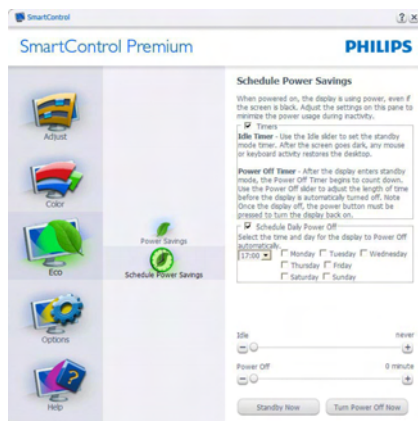 SmartControl
SmartControl Premium
PHILIPS
Adjust
Color
Eco
Options
Help
Power Savings
Schedule Power Savings
Schedule Power Savings
When powered on, the display is using power, even if
the screen is black. Adjust the settings on this pane to
minimize the power usage during inactivity.
Timers
Idle Timer - Use the Idle slider to set the standby
mode timer. After the screen goes dark, any mouse
or keyboard activity restores the desktop.
Power Off Timer - After the display enters standby
mode, the Power Off Timer begins to count down.
Use the Power Off slider to adjust the length of time
before the display is automatically turned off. Note
Once the display off, the power button must be
pressed to turn the display back on.
Schedule Daily Power Off
Select the time and day for the display to Power Off
automatically.
17:00 Monday Tuesday Wednesday
Thursday Friday
Saturday Sunday
Idle never
Power Off 0 minute
Standby Now Turn Power Off Now